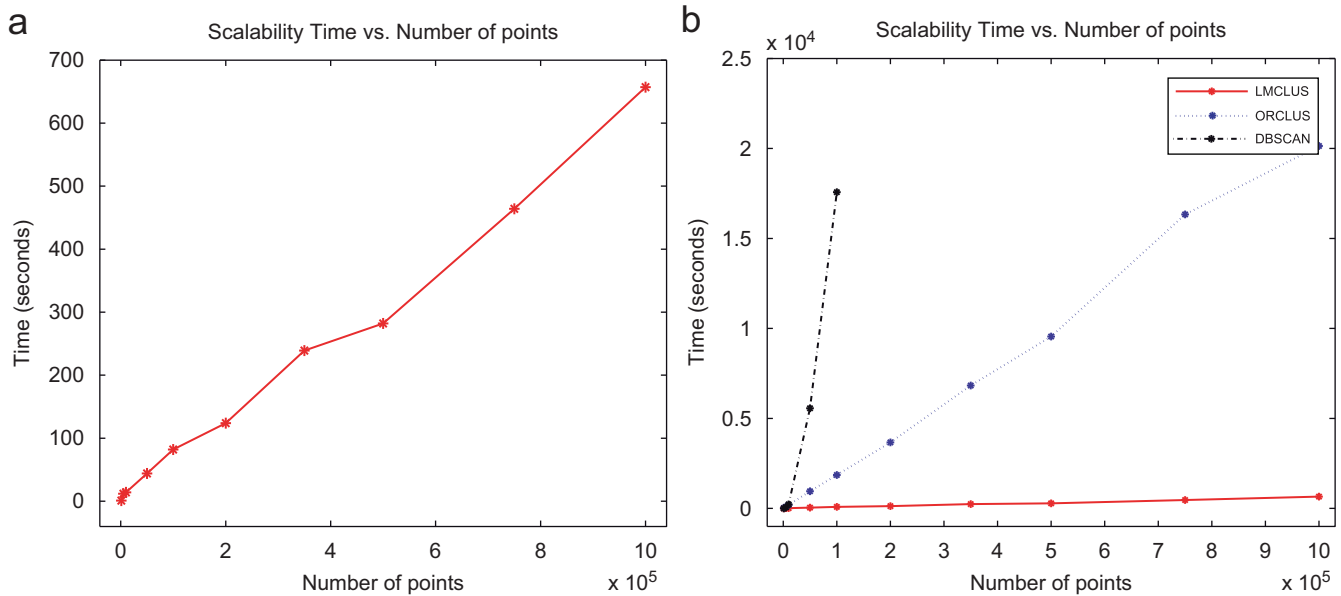 a
Scalability Time vs. Number of points
700
600
500
400
300
200
100
0
Time (seconds)
0 2 4 6 8 10
Number of points
x 10^5
b
Scalability Time vs. Number of points
x 10^4
2.5
2
1.5
1
0.5
0
Time (seconds)
LMCLUS
ORCLUS
DBSCAN
0 1 2 3 4 5 6 7 8 9 10
Number of points
x 10^5